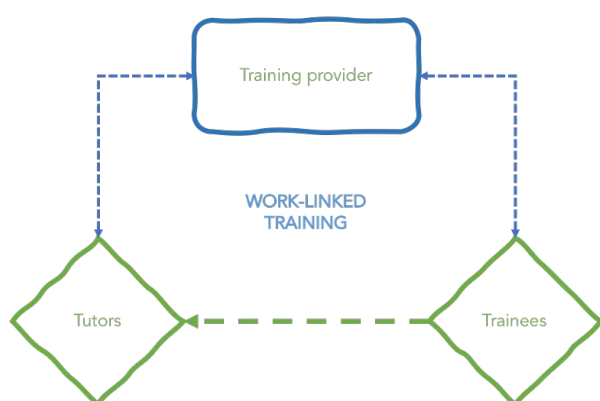 Training provider
WORK-LINKED
TRAINING
Tutors
Trainees